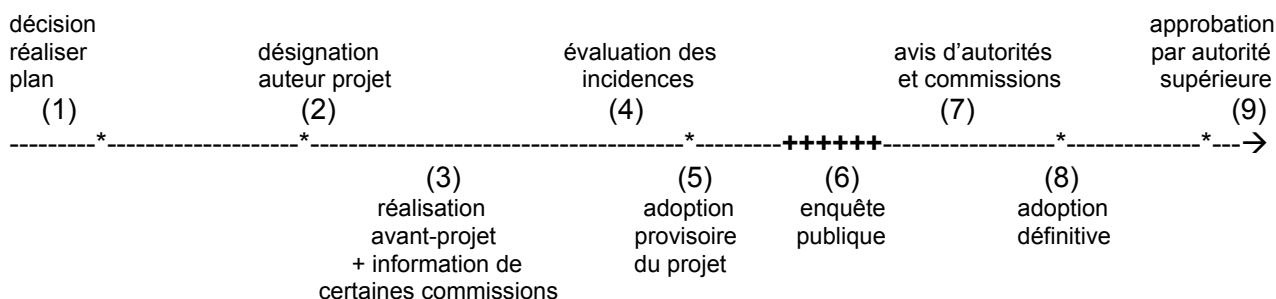 décision
réaliser
plan
(1)
désignation
auteur projet
(2)
évaluation des
incidences
(4)
avis d'autorités
et commissions
(7)
approbation
par autorité
supérieure
(9)
---------*--------------------*---------------------------------------*---------++++++------------------*--------------*---→
(3)
réalisation
avant-projet
+ information de
certaines commissions
(5)
adoption
provisoire
du projet
(6)
enquête
publique
(8)
adoption
définitive